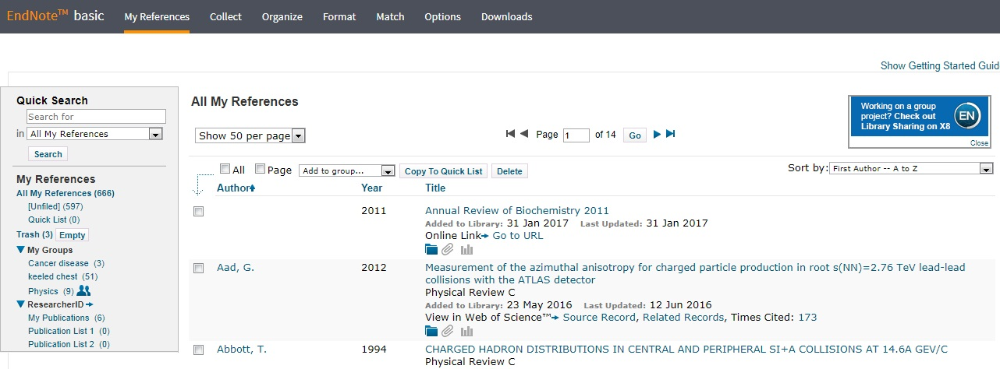 EndNote™ basic My References Collect Organize Format Match Options Downloads
Show Getting Started Guid
Quick Search
Search for
in All My References
Search
My References
All My References (666)
[Unfiled] (597)
Quick List (0)
Trash (3) Empty
My Groups
Cancer disease (3)
keeled chest (51)
Physics (9)
ResearcherID
My Publications (6)
Publication List 1 (0)
Publication List 2 (0)
All My References
Show 50 per page
Page 1 of 14 Go
Working on a group
project? Check out
Library Sharing on X8
EN
Close
All Page Add to group... Copy To Quick List Delete
Sort by: First Author -- A to Z
Author Year Title
2011 Annual Review of Biochemistry 2011
Added to Library: 31 Jan 2017 Last Updated: 31 Jan 2017
Online Link Go to URL
Aad, G. 2012 Measurement of the azimuthal anisotropy for charged particle production in root s(NN)=2.76 TeV lead-lead
collisions with the ATLAS detector
Physical Review C
Added to Library: 23 May 2016 Last Updated: 12 Jun 2016
View in Web of Science™ Source Record, Related Records, Times Cited: 173
Abbott, T. 1994 CHARGED HADRON DISTRIBUTIONS IN CENTRAL AND PERIPHERAL SI+A COLLISIONS AT 14.6A GEV/C
Physical Review C